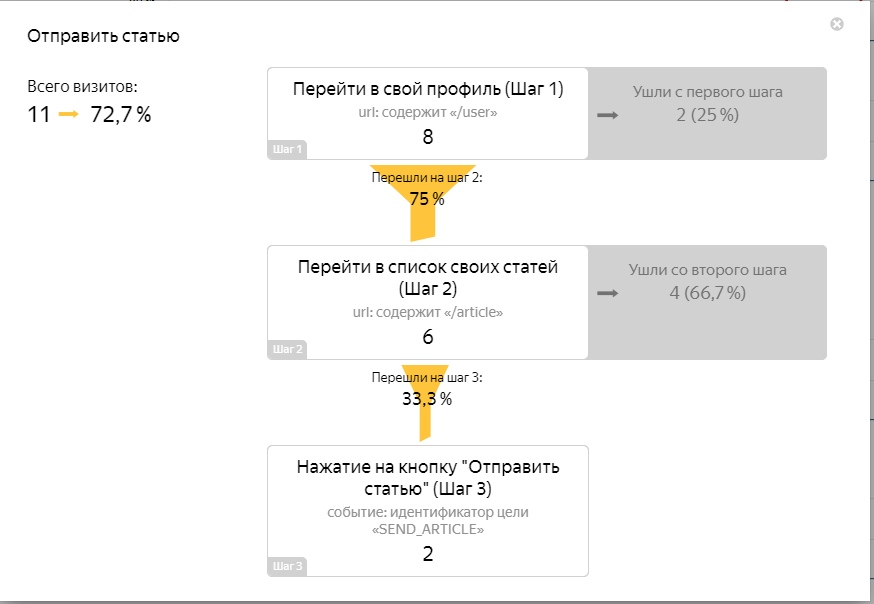 Отправить статью
Всего визитов:
11 72,7 %
Перейти в свой профиль (Шаг 1)
url: содержит «/user»
8
Шаг 1
Ушли с первого шага
2 (25 %)
Перешли на шаг 2:
75 %
Перейти в список своих статей
(Шаг 2)
url: содержит «/article»
6
Шаг 2
Ушли со второго шага
4 (66,7 %)
Перешли на шаг 3:
33,3 %
Нажатие на кнопку "Отправить
статью" (Шаг 3)
событие: идентификатор цели
«SEND_ARTICLE»
2
Шаг 3